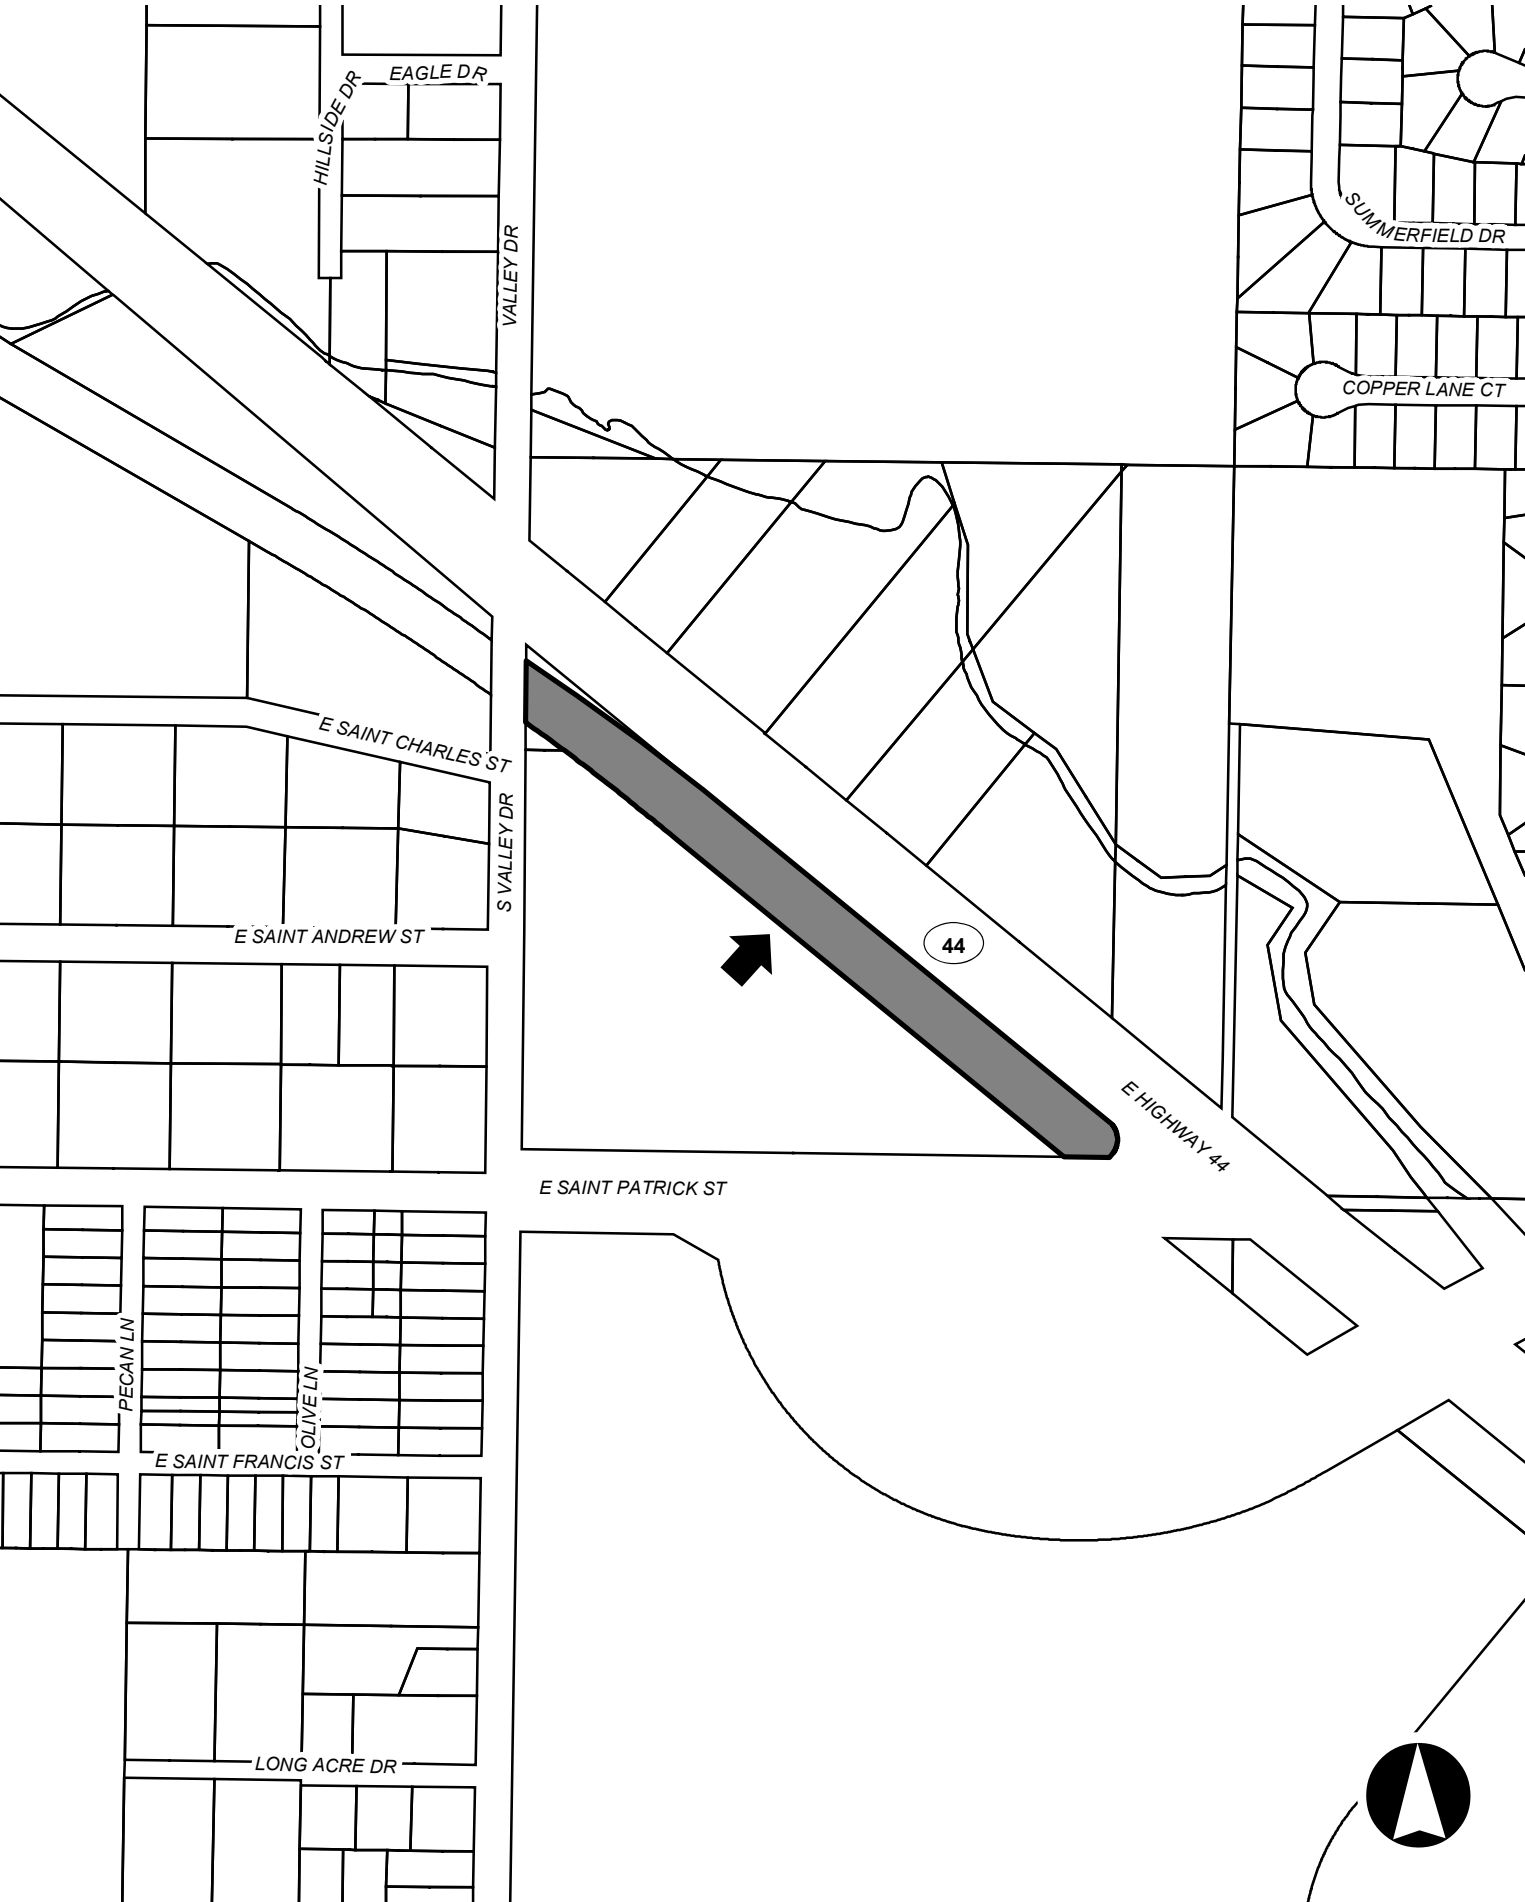 EAGLE DR
HILLSIDE DR
VALLEY DR
SUMMERFIELD DR
COPPER LANE CT
E SAINT CHARLES ST
S VALLEY DR
E SAINT ANDREW ST
44
E HIGHWAY 44
E SAINT PATRICK ST
PECAN LN
OLIVE LN
E SAINT FRANCIS ST
LONG ACRE DR